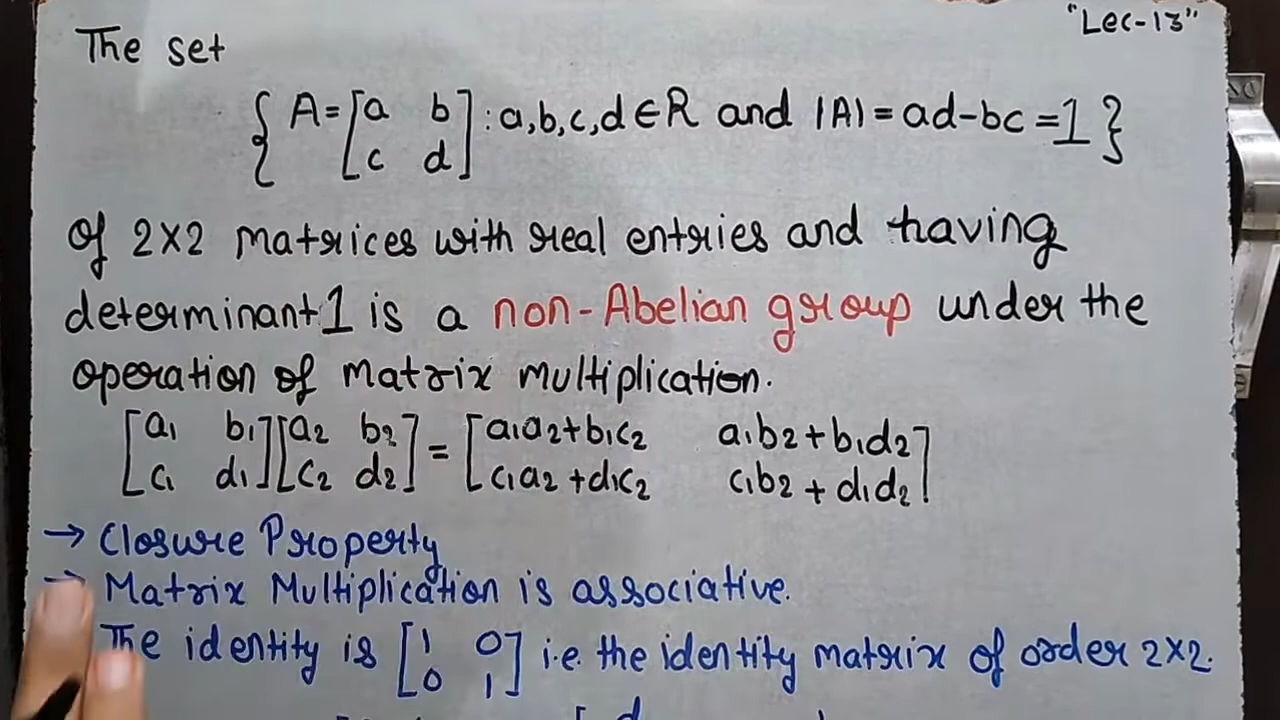 "Lec-13"
The set
{ A = [a b c d] : a,b,c,d ∈ R and |A| = ad-bc = 1 }
of 2×2 matrices with real entries and having
determinant 1 is a non-Abelian group under the
operation of matrix multiplication.
[a₁ b₁ c₁ d₁] [a₂ b₂ c₂ d₂] = [a₁a₂+b₁c₂ a₁b₂+b₁d₂ c₁a₂+d₁c₂ c₁b₂+d₁d₂]
→ Closure Property
→ Matrix Multiplication is associative.
The identity is [1 0 0 1] i.e. the identity matrix of order 2×2.